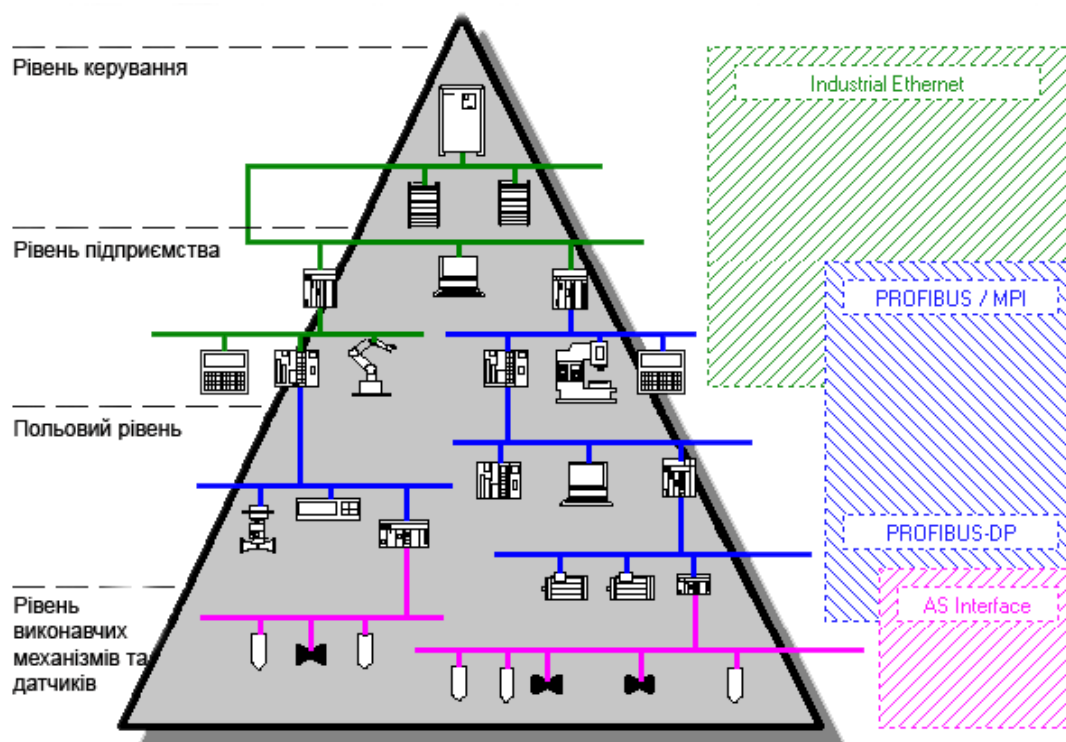 Рівень керування
Industrial Ethernet
Рівень підприємства
PROFIBUS / MPI
Польовий рівень
PROFIBUS-DP
AS Interface
Рівень
виконавчих
механізмів та
датчиків